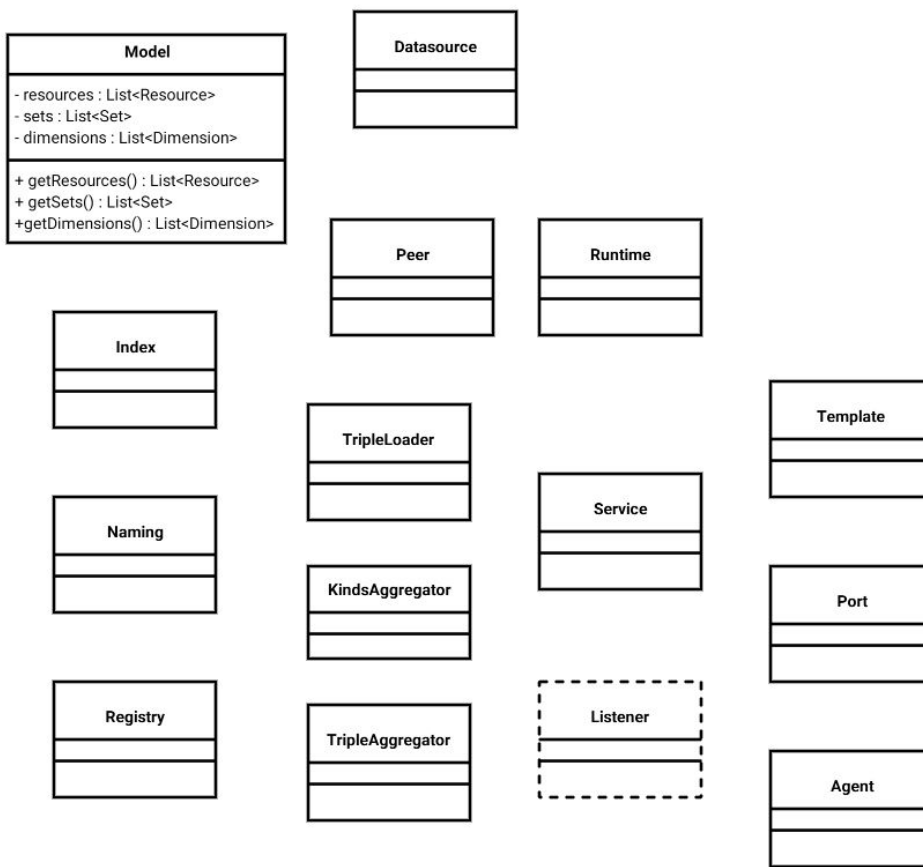 Model
- resources : List<Resource>
- sets : List<Set>
- dimensions : List<Dimension>
+ getResources() : List<Resource>
+ getSets() : List<Set>
+getDimensions() : List<Dimension>
Datasource
Peer
Runtime
Index
TripleLoader
Template
Naming
Service
KindsAggregator
Port
Registry
TripleAggregator
Listener
Agent